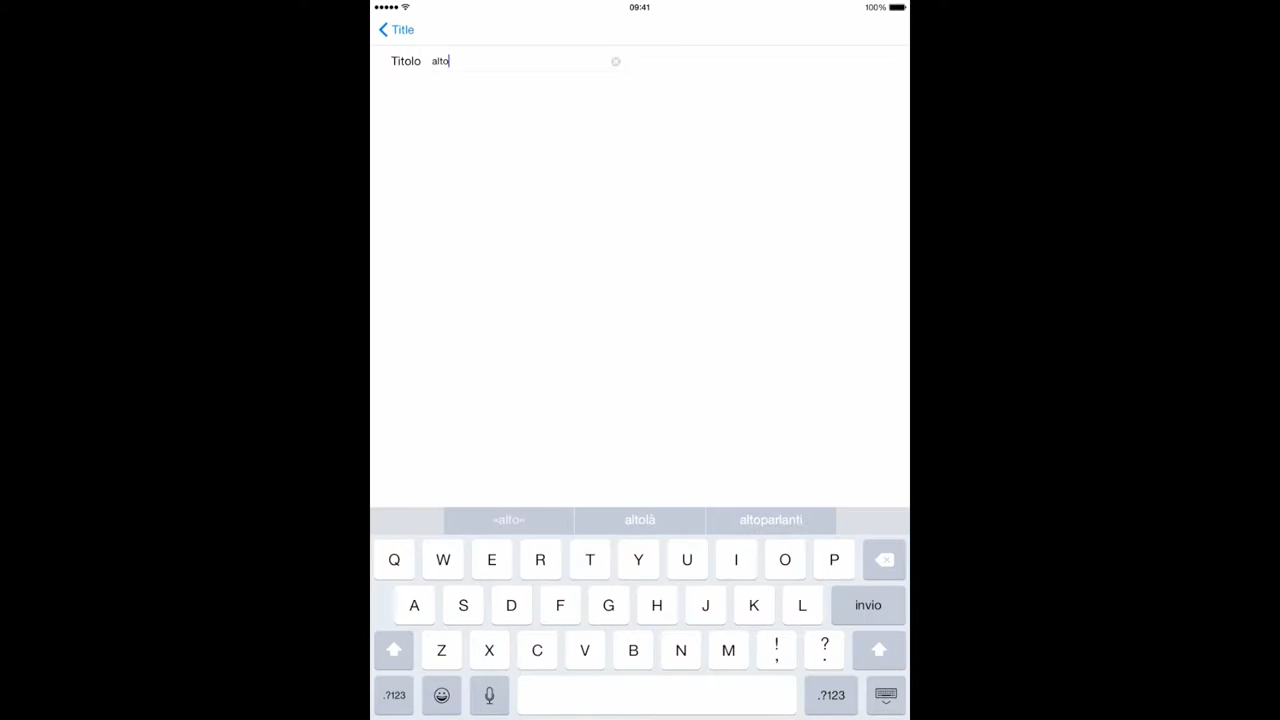 09:41 100%
Title
Titolo alto
«alto» altolà altoparlanti
Q W E R T Y U I O P
A S D F G H J K L invio
Z X C V B N M ! , ? .
.?123 .?123